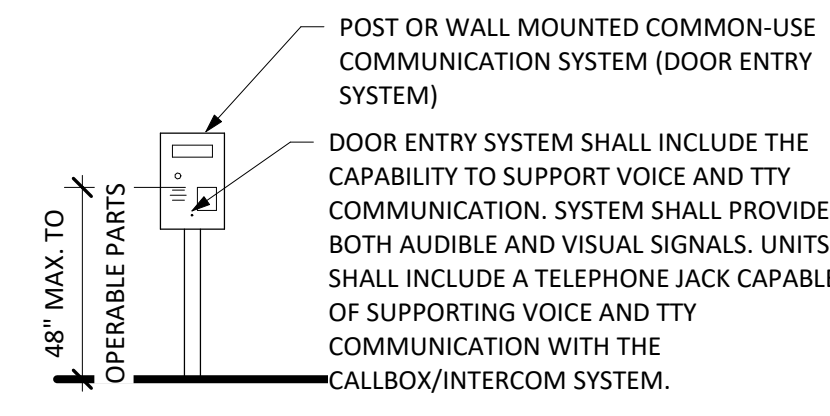 POST OR WALL MOUNTED COMMON-USE
COMMUNICATION SYSTEM (DOOR ENTRY
SYSTEM)
DOOR ENTRY SYSTEM SHALL INCLUDE THE
CAPABILITY TO SUPPORT VOICE AND TTY
COMMUNICATION. SYSTEM SHALL PROVIDE
BOTH AUDIBLE AND VISUAL SIGNALS. UNITS
SHALL INCLUDE A TELEPHONE JACK CAPABLE
OF SUPPORTING VOICE AND TTY
COMMUNICATION WITH THE
CALLBOX/INTERCOM SYSTEM.
48" MAX. TO
OPERABLE PARTS